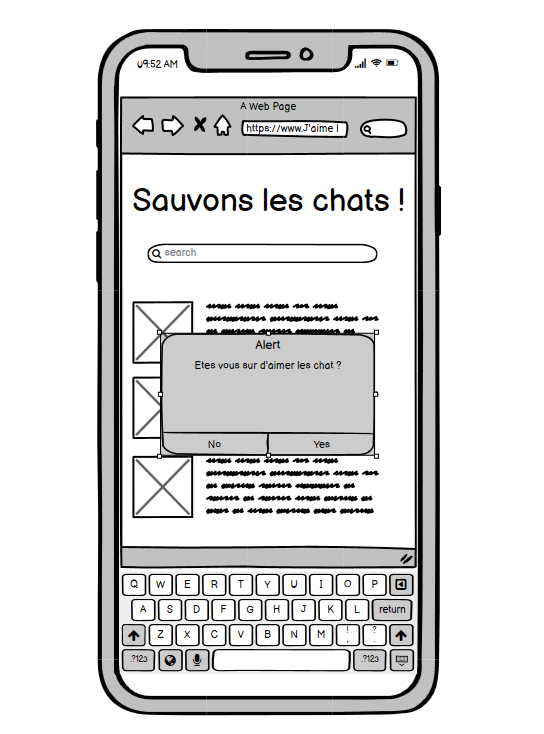 09:52 AM
A Web Page
https://www.J'aime l
Sauvons les chats !
search
Alert
Etes vous sur d'aimer les chat ?
No Yes
Q W E R T Y U I O P
A S D F G H J K L return
Z X C V B N M ! , ? .
.?123 .?123